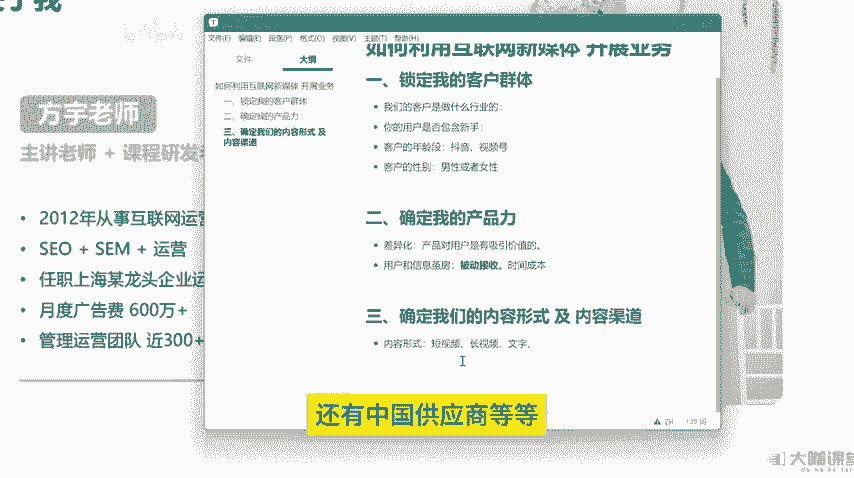 方宇老师
主讲老师 + 课程研发
• 2012年从事互联网运营
• SEO + SEM + 运营
• 任职上海某龙头企业运
• 月度广告费 600万+
• 管理运营团队 近300+
文件(F) 编辑(E) 段落(P) 格式(O) 视图(V) 主题(T) 帮助(H)
文件 大纲
如何利用互联网新媒体 开展业务
一、锁定我的客户群体
二、确定我的产品力
三、确定我们的内容形式 及
内容渠道
如何利用互联网新媒体 开展业务
一、锁定我的客户群体
• 我们的客户是做什么行业的：
• 你的用户是否包含新手：
• 客户的年龄段：抖音、视频号
• 客户的性别：男性或者女性
二、确定我的产品力
• 差异化：产品对用户是有吸引价值的。
• 用户和信息茧房：被动接收。时间成本
三、确定我们的内容形式 及 内容渠道
• 内容形式：短视频、长视频、文字、
ZH
还有中国供应商等等
大脚课堂